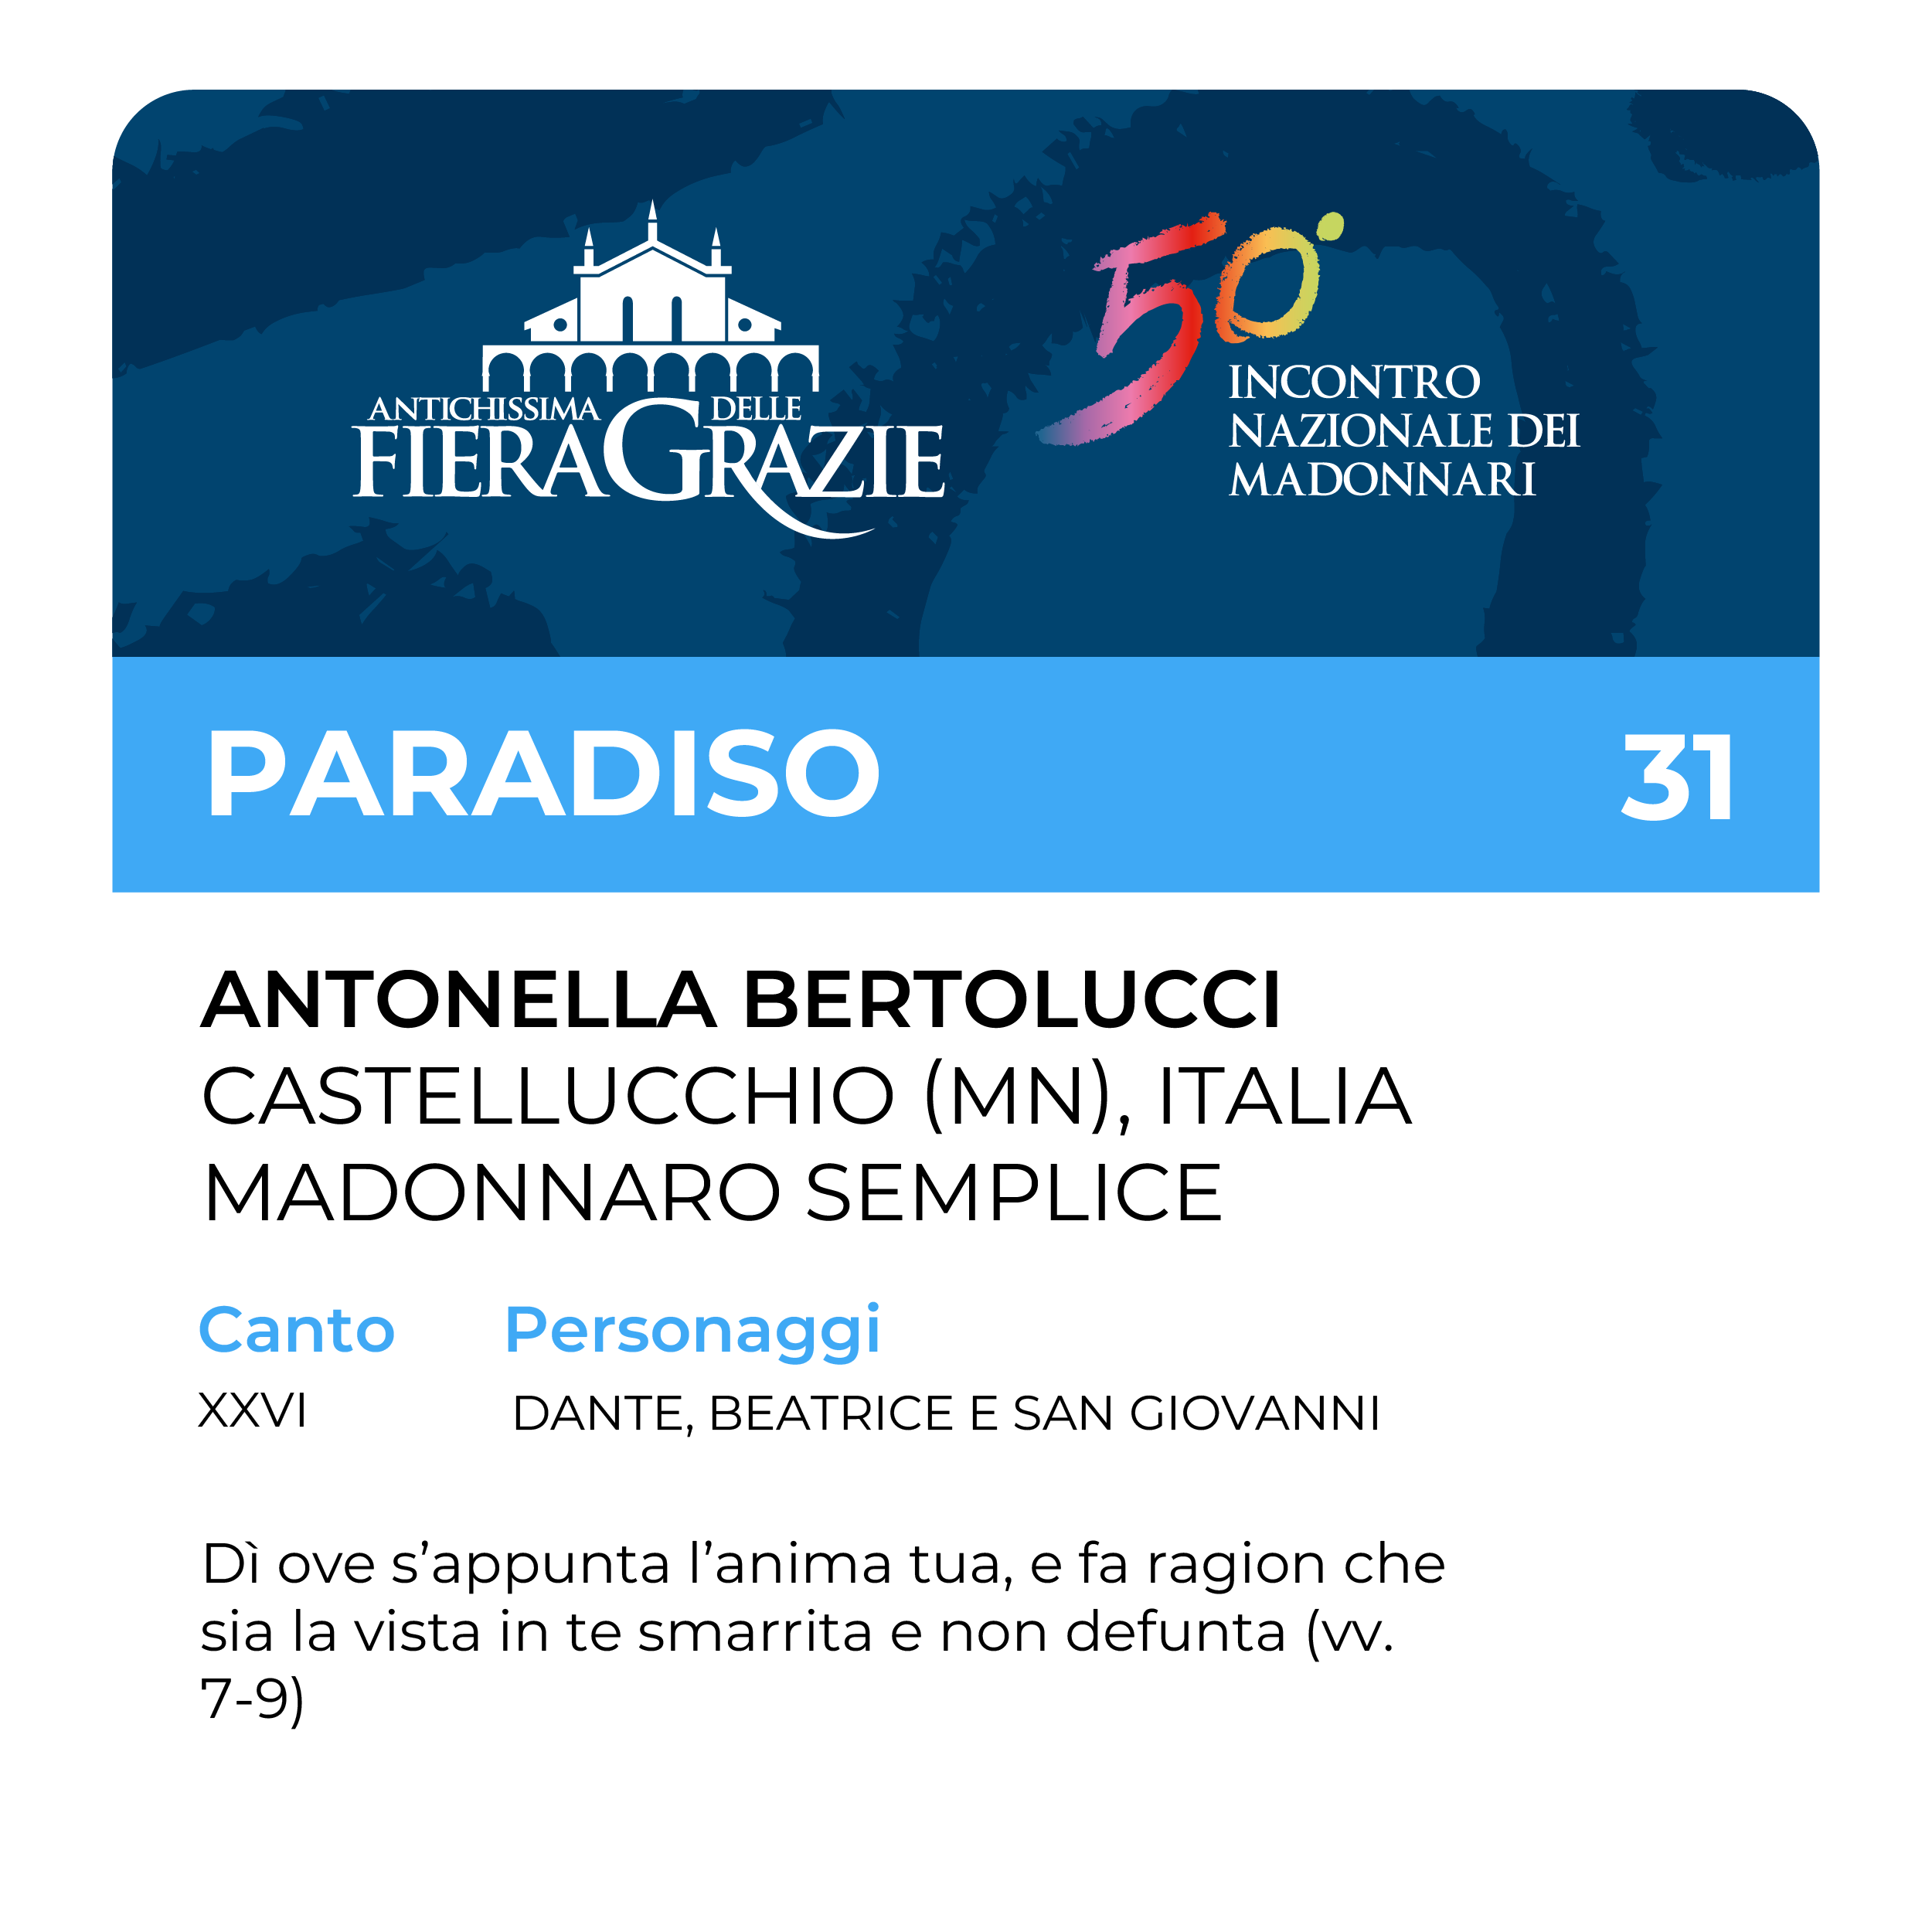 ANTICHISSIMA DELLE
FIERAGRAZIE
50°
INCONTRO
NAZIONALE DEI
MADONNARI
PARADISO 31
ANTONELLA BERTOLUCCI
CASTELLUCCHIO (MN), ITALIA
MADONNARO SEMPLICE
Canto Personaggi
XXVI DANTE, BEATRICE E SAN GIOVANNI
Dì ove s’appunta l’anima tua, e fa ragion che
sia la vista in te smarrita e non defunta (vv.
7-9)